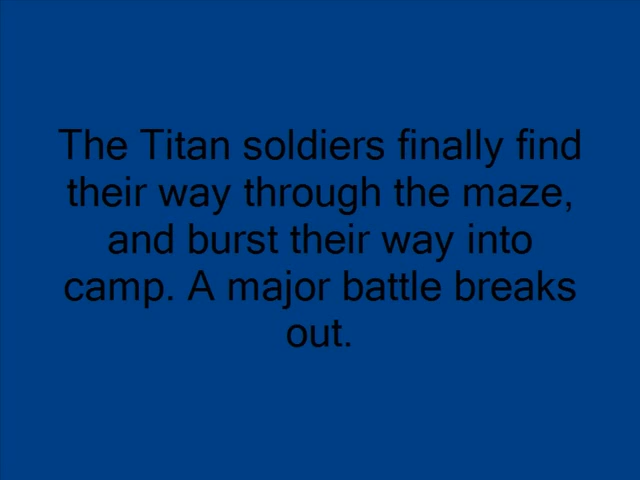 The Titan soldiers finally find
their way through the maze,
and burst their way into
camp. A major battle breaks
out.